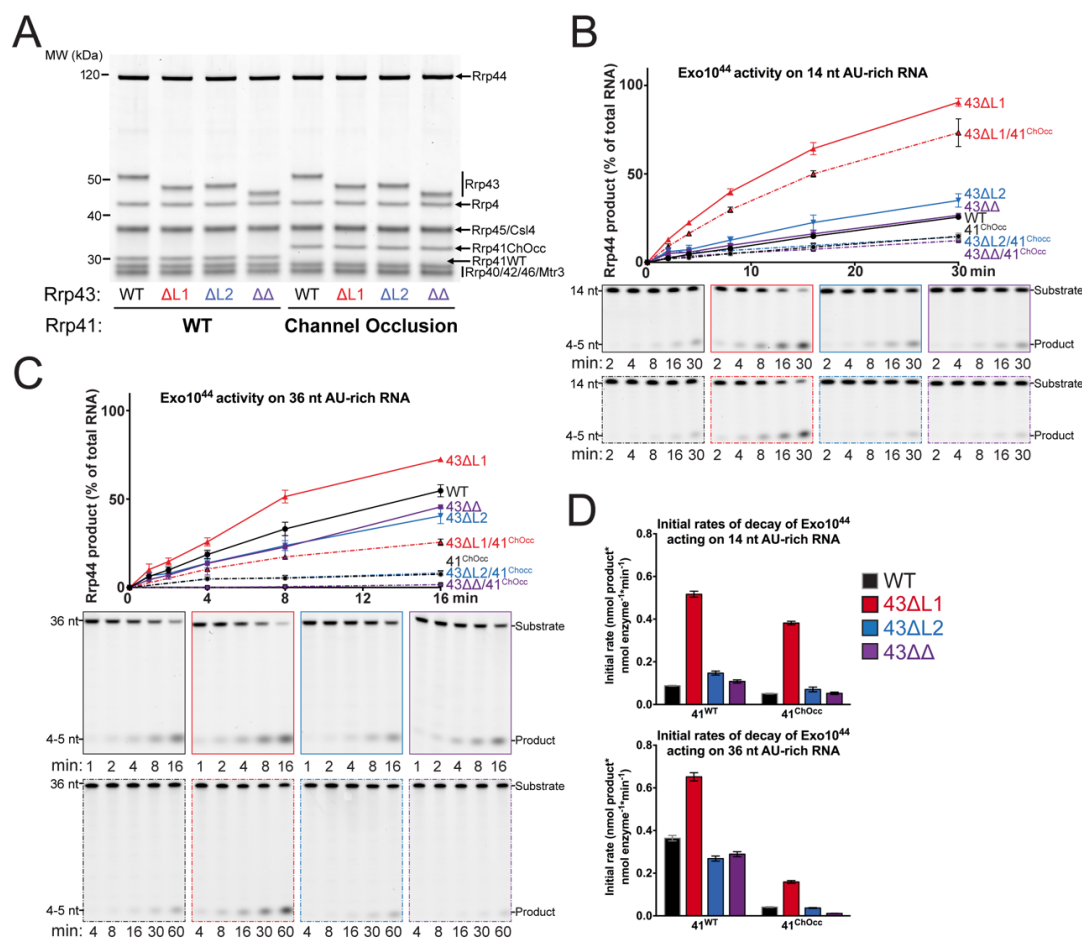 A
MW (kDa)
120
50
40
30
Rrp44
Rrp43
Rrp4
Rrp45/Csl4
Rrp41ChOcc
Rrp41WT
Rrp40/42/46/Mtr3
Rrp43: WT ΔL1 ΔL2 ΔΔ WT ΔL1 ΔL2 ΔΔ
Rrp41: WT Channel Occlusion
B
Exo10⁴⁴ activity on 14 nt AU-rich RNA
Rrp44 product (% of total RNA)
100
50
0
0 10 20 30 min
43ΔL1
43ΔL1/41ᶜʰᴼᶜᶜ
43ΔL2
43ΔΔ
WT
41ᶜʰᴼᶜᶜ
43ΔL2/41ᶜʰᵒᶜᶜ
43ΔΔ/41ᶜʰᴼᶜᶜ
14 nt Substrate
4-5 nt Product
min: 2 4 8 16 30 2 4 8 16 30 2 4 8 16 30 2 4 8 16 30
14 nt Substrate
4-5 nt Product
min: 2 4 8 16 30 2 4 8 16 30 2 4 8 16 30 2 4 8 16 30
C
Exo10⁴⁴ activity on 36 nt AU-rich RNA
Rrp44 product (% of total RNA)
100
50
0
0 4 8 12 16 min
43ΔL1
WT
43ΔΔ
43ΔL2
43ΔL1/41ᶜʰᴼᶜᶜ
41ᶜʰᴼᶜᶜ
43ΔL2/41ᶜʰᵒᶜᶜ
43ΔΔ/41ᶜʰᴼᶜᶜ
36 nt Substrate
4-5 nt Product
min: 1 2 4 8 16 1 2 4 8 16 1 2 4 8 16 1 2 4 8 16
36 nt Substrate
4-5 nt Product
min: 4 8 16 30 60 4 8 16 30 60 4 8 16 30 60 4 8 16 30 60
D
Initial rates of decay of Exo10⁴⁴
acting on 14 nt AU-rich RNA
Initial rate (nmol product*
nmol enzyme⁻¹*min⁻¹)
0.8
0.6
0.4
0.2
0.0
41ᵂᵀ 41ᶜʰᴼᶜᶜ
WT
43ΔL1
43ΔL2
43ΔΔ
Initial rates of decay of Exo10⁴⁴
acting on 36 nt AU-rich RNA
Initial rate (nmol product*
nmol enzyme⁻¹*min⁻¹)
0.8
0.6
0.4
0.2
0.0
41ᵂᵀ 41ᶜʰᴼᶜᶜ